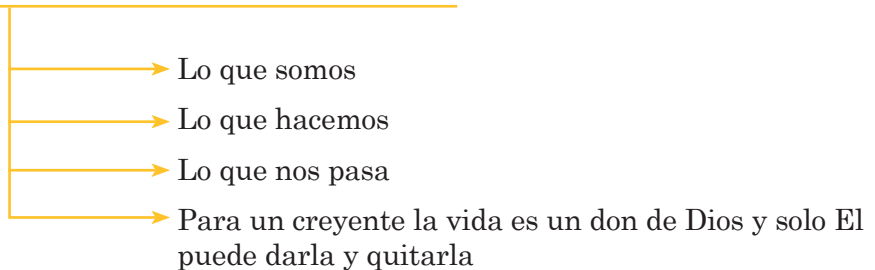 Lo que somos
Lo que hacemos
Lo que nos pasa
Para un creyente la vida es un don de Dios y solo El
puede darla y quitarla